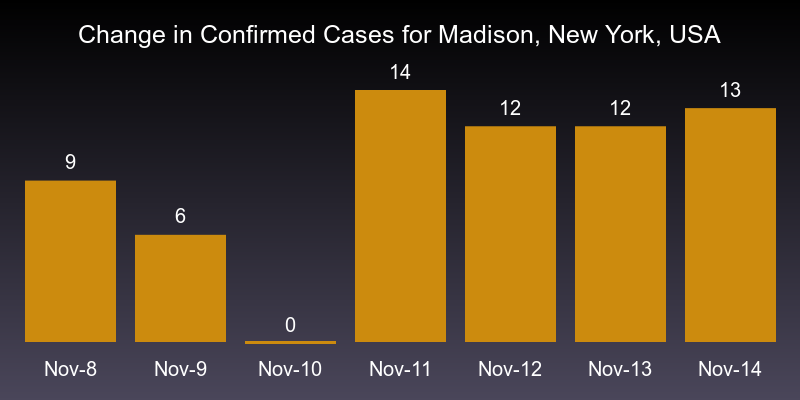 Change in Confirmed Cases for Madison, New York, USA
14
13
12
12
9
6
0
Nov-8
Nov-9
Nov-10
Nov-11
Nov-12
Nov-13
Nov-14